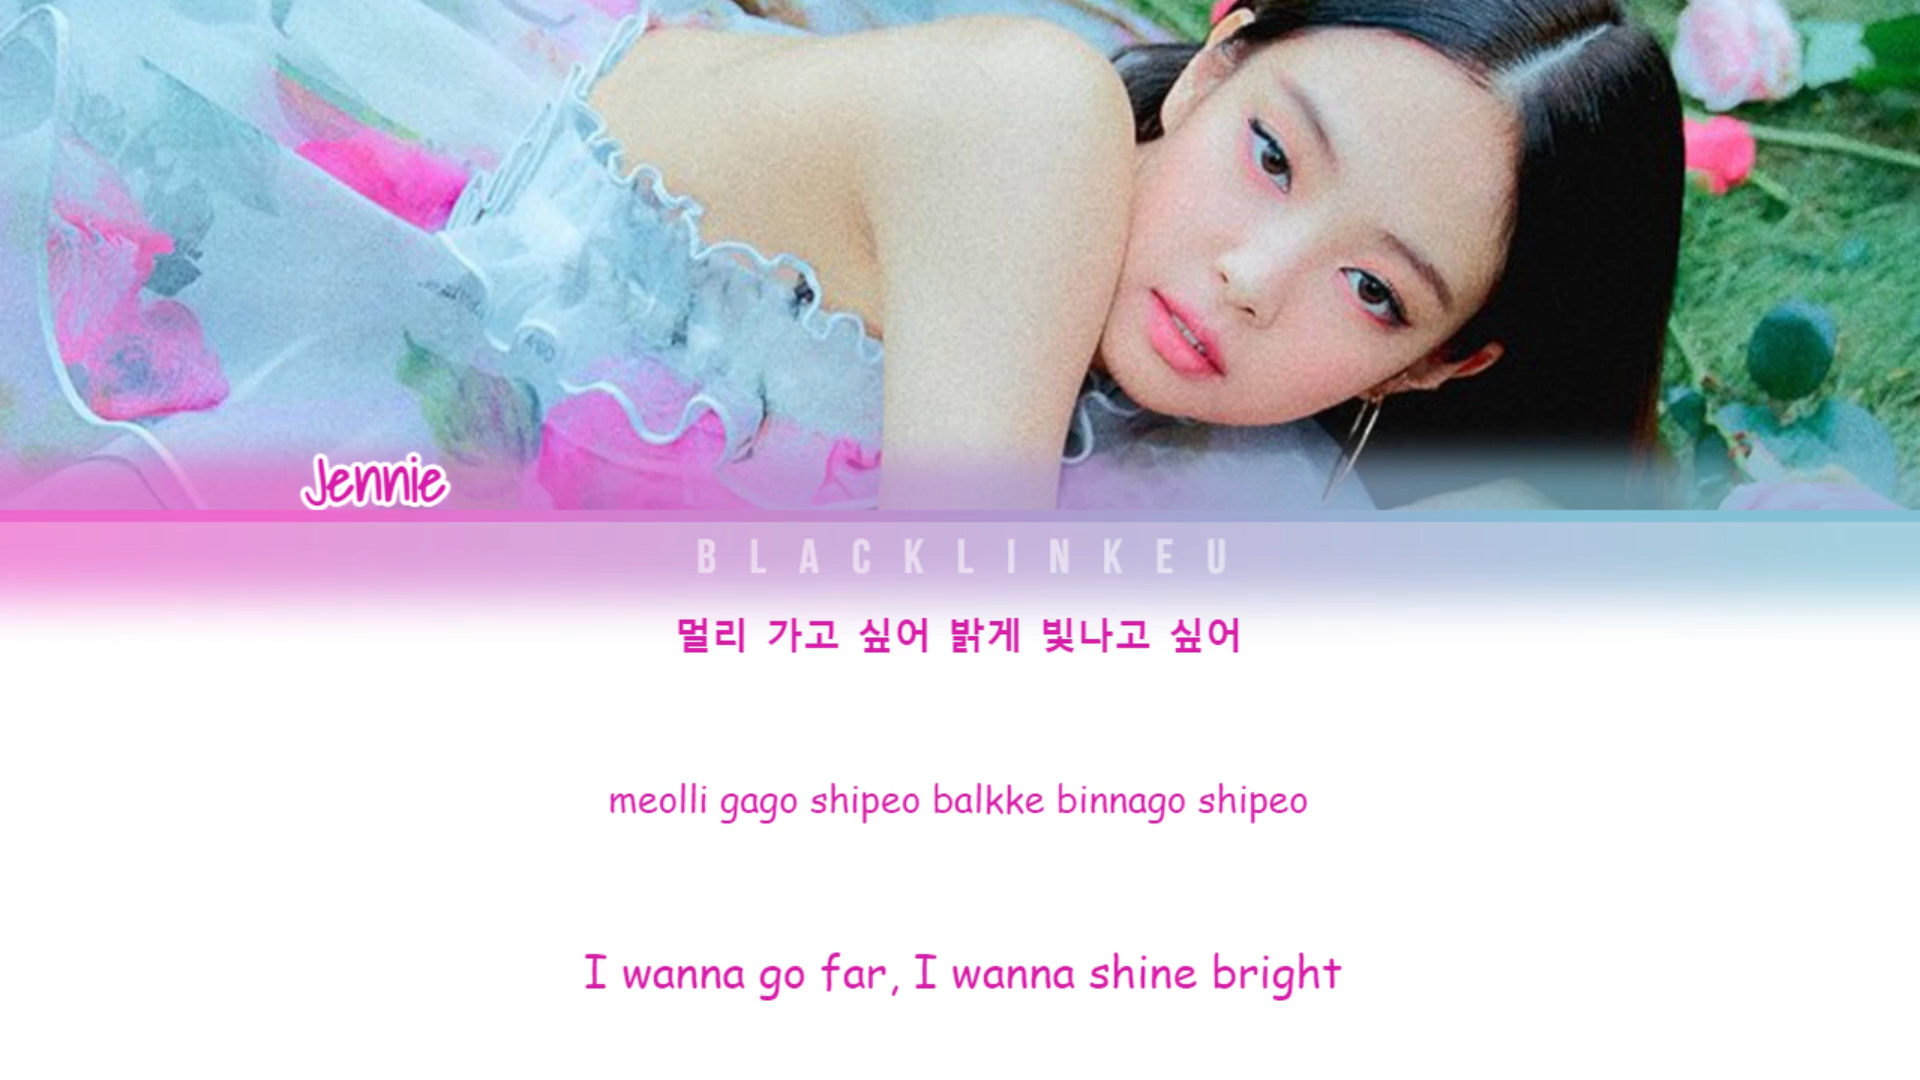 Jennie
BLACKLINKEU
멀리 가고 싶어 밝게 빛나고 싶어
meolli gago shipeo balkke binnago shipeo
I wanna go far, I wanna shine bright